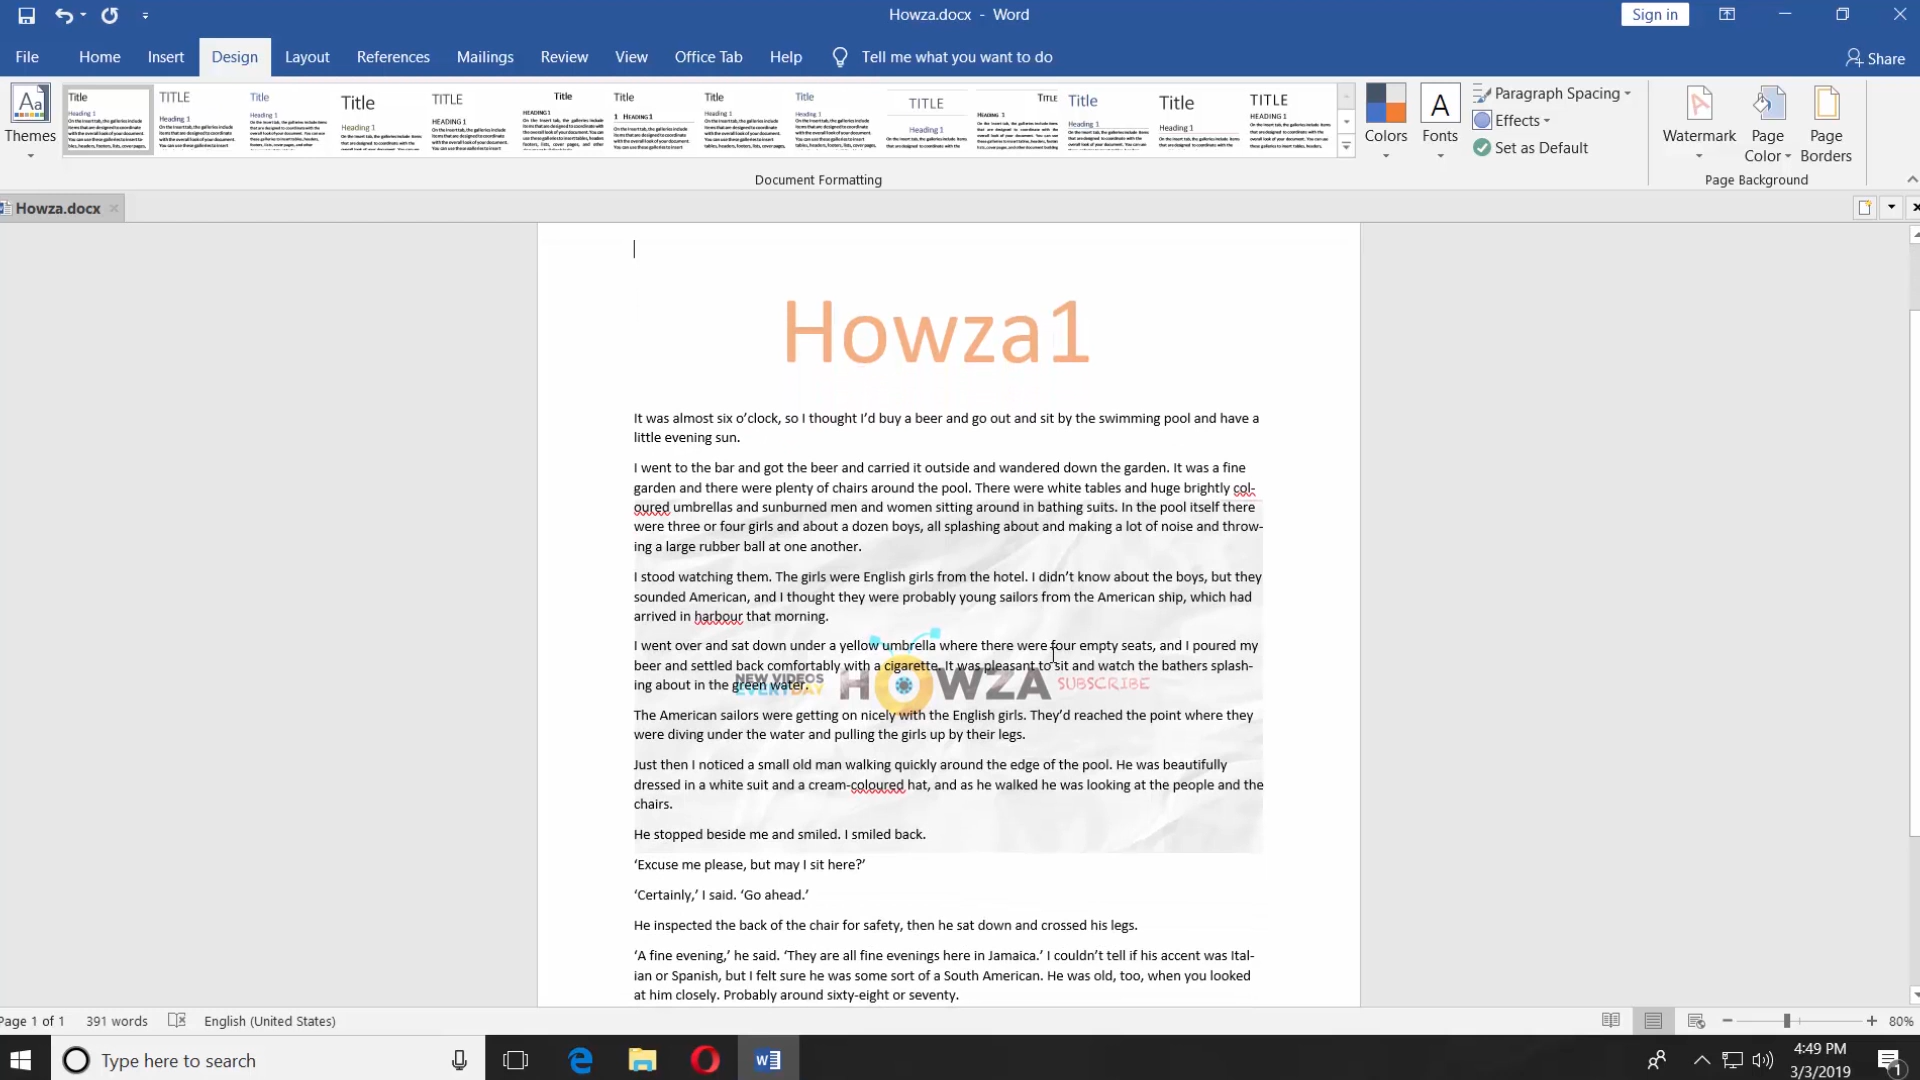 Howza.docx - Word
Sign in
File Home Insert Design Layout References Mailings Review View Office Tab Help Tell me what you want to do Share
Themes
Title TITLE Title Title TITLE Title Title Title Title TITLE TITLE Title Title TITLE
Colors
Fonts
Paragraph Spacing
Effects
Set as Default
Watermark
Page Color
Page Borders
Document Formatting
Page Background
Howza.docx
Howza1
It was almost six o’clock, so I thought I’d buy a beer and go out and sit by the swimming pool and have a
little evening sun.
I went to the bar and got the beer and carried it outside and wandered down the garden. It was a fine
garden and there were plenty of chairs around the pool. There were white tables and huge brightly col-
oured umbrellas and sunburned men and women sitting around in bathing suits. In the pool itself there
were three or four girls and about a dozen boys, all splashing about and making a lot of noise and throw-
ing a large rubber ball at one another.
I stood watching them. The girls were English girls from the hotel. I didn’t know about the boys, but they
sounded American, and I thought they were probably young sailors from the American ship, which had
arrived in harbour that morning.
I went over and sat down under a yellow umbrella where there were four empty seats, and I poured my
beer and settled back comfortably with a cigarette. It was pleasant to sit and watch the bathers splash-
ing about in the green water.
NEW VIDEOS
EVERYDAY
HOWZA
SUBSCRIBE
The American sailors were getting on nicely with the English girls. They’d reached the point where they
were diving under the water and pulling the girls up by their legs.
Just then I noticed a small old man walking quickly around the edge of the pool. He was beautifully
dressed in a white suit and a cream-coloured hat, and as he walked he was looking at the people and the
chairs.
He stopped beside me and smiled. I smiled back.
‘Excuse me please, but may I sit here?’
‘Certainly,’ I said. ‘Go ahead.’
He inspected the back of the chair for safety, then he sat down and crossed his legs.
‘A fine evening,’ he said. ‘They are all fine evenings here in Jamaica.’ I couldn’t tell if his accent was Ital-
ian or Spanish, but I felt sure he was some sort of a South American. He was old, too, when you looked
at him closely. Probably around sixty-eight or seventy.
Page 1 of 1 391 words English (United States) 80%
Type here to search
4:49 PM
3/3/2019
1